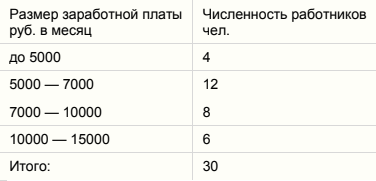 Размер заработной платы Численность работников
руб. в месяц чел.
до 5000 4
5000 — 7000 12
7000 — 10000 8
10000 — 15000 6
Итого: 30